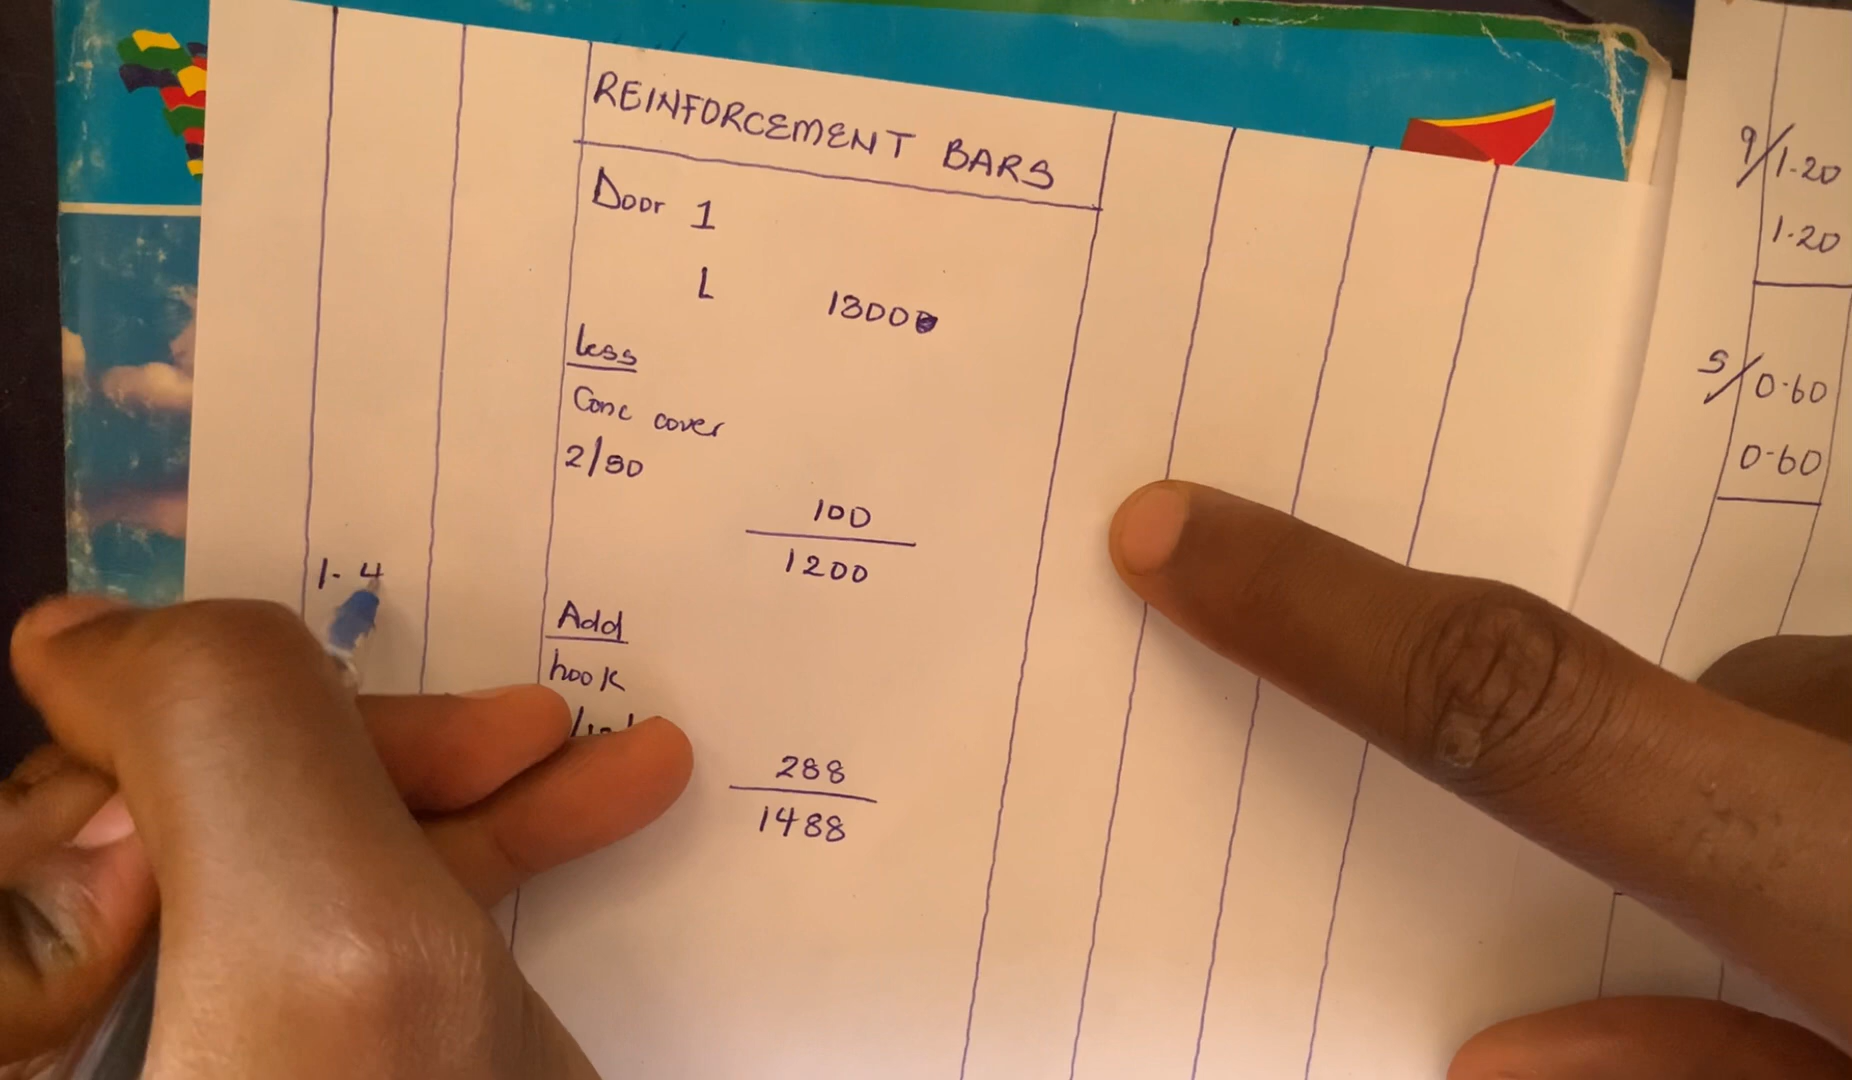 REINFORCEMENT BARS
Door 1
L 1300
less
Conc cover
2/50
100
1200
1.4
Add
hook
288
1488
9/1.20
1.20
5/0.60
0.60